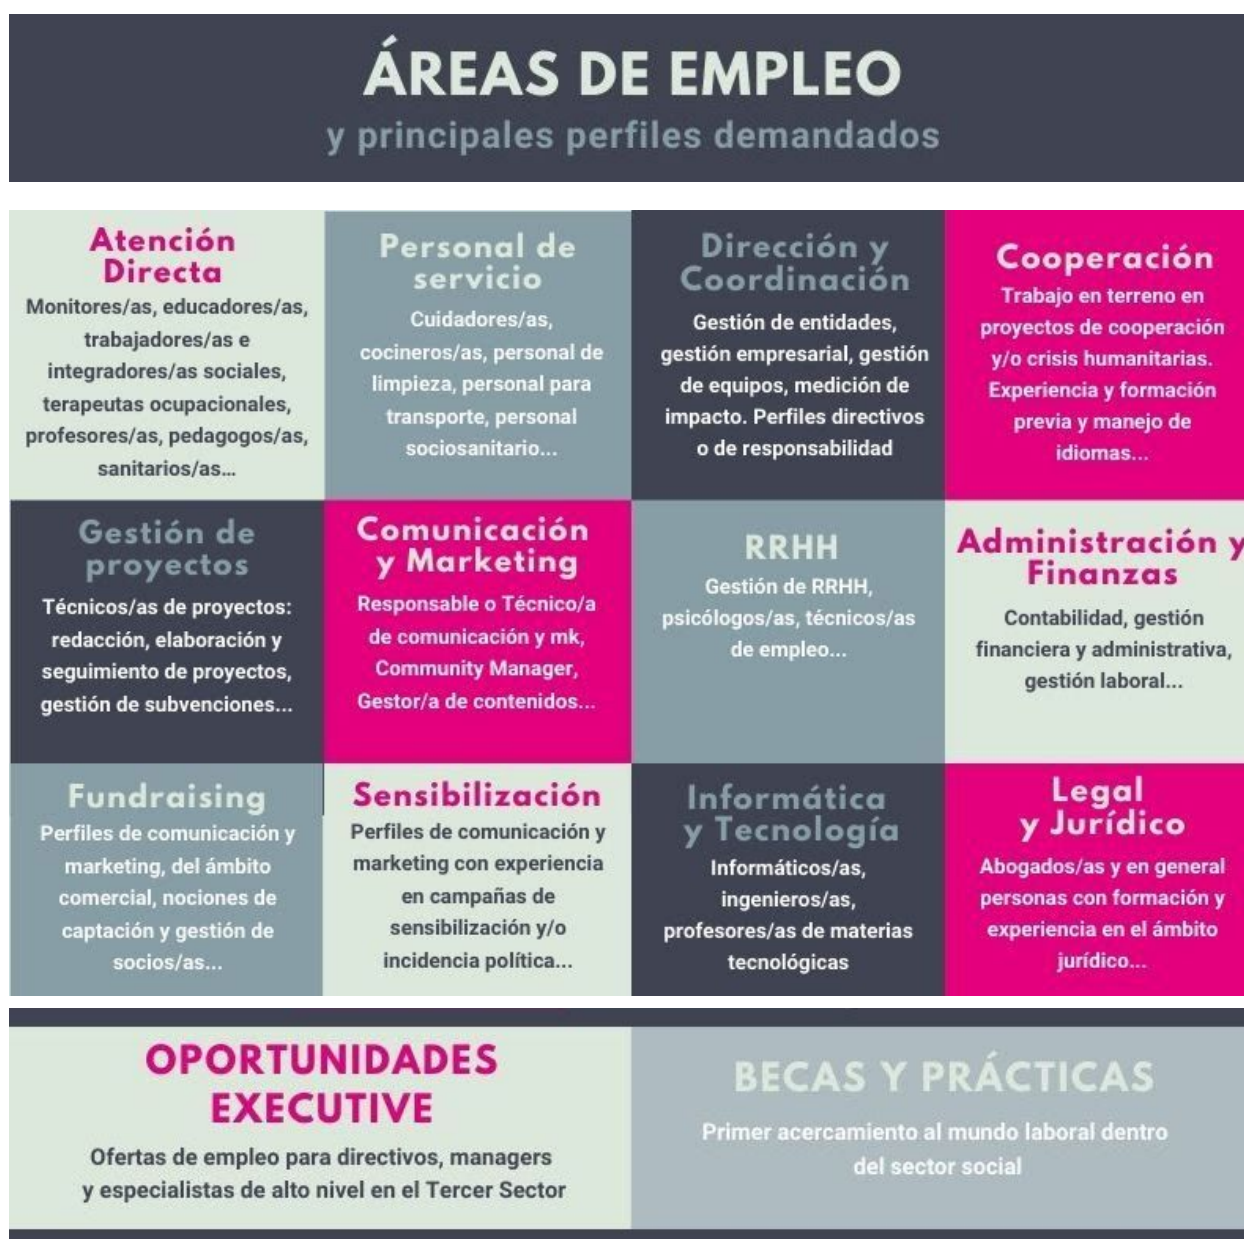 ÁREAS DE EMPLEO
y principales perfiles demandados
Atención
Directa
Monitores/as, educadores/as,
trabajadores/as e
integradores/as sociales,
terapeutas ocupacionales,
profesores/as, pedagogos/as,
sanitarios/as...
Personal de
servicio
Cuidadores/as,
cocineros/as, personal de
limpieza, personal para
transporte, personal
sociosanitario...
Dirección y
Coordinación
Gestión de entidades,
gestión empresarial, gestión
de equipos, medición de
impacto. Perfiles directivos
o de responsabilidad
Cooperación
Trabajo en terreno en
proyectos de cooperación
y/o crisis humanitarias.
Experiencia y formación
previa y manejo de
idiomas...
Gestión de
proyectos
Técnicos/as de proyectos:
redacción, elaboración y
seguimiento de proyectos,
gestión de subvenciones...
Comunicación
y Marketing
Responsable o Técnico/a
de comunicación y mk,
Community Manager,
Gestor/a de contenidos...
RRHH
Gestión de RRHH,
psicólogos/as, técnicos/as
de empleo...
Administración y
Finanzas
Contabilidad, gestión
financiera y administrativa,
gestión laboral...
Fundraising
Perfiles de comunicación y
marketing, del ámbito
comercial, nociones de
captación y gestión de
socios/as...
Sensibilización
Perfiles de comunicación y
marketing con experiencia
en campañas de
sensibilización y/o
incidencia política...
Informática
y Tecnología
Informáticos/as,
ingenieros/as,
profesores/as de materias
tecnológicas
Legal
y Jurídico
Abogados/as y en general
personas con formación y
experiencia en el ámbito
jurídico...
OPORTUNIDADES
EXECUTIVE
Ofertas de empleo para directivos, managers
y especialistas de alto nivel en el Tercer Sector
BECAS Y PRÁCTICAS
Primer acercamiento al mundo laboral dentro
del sector social